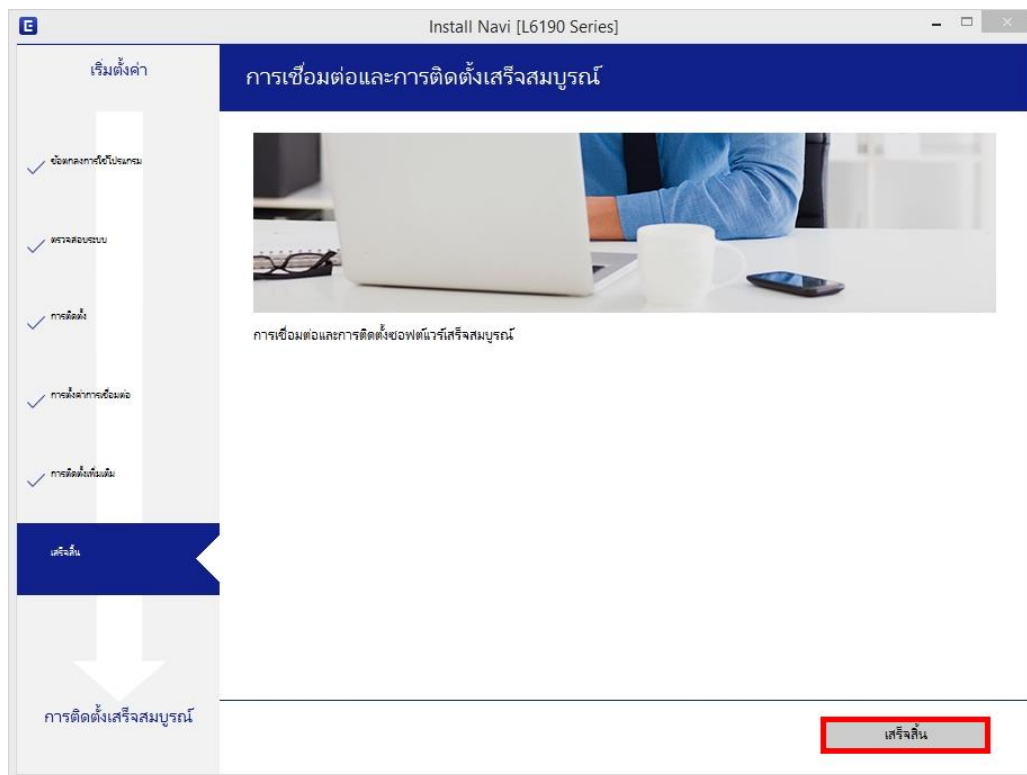 Install Navi [L6190 Series]
เริ่มตั้งค่า
การเชื่อมต่อและการติดตั้งเสร็จสมบูรณ์
ข้อตกลงการใช้โปรแกรม
ตรวจสอบระบบ
การติดตั้ง
การตั้งค่าการเชื่อมต่อ
การติดตั้งเพิ่มเติม
เสร็จสิ้น
การติดตั้งเสร็จสมบูรณ์
การเชื่อมต่อและการติดตั้งซอฟต์แวร์เสร็จสมบูรณ์
เสร็จสิ้น